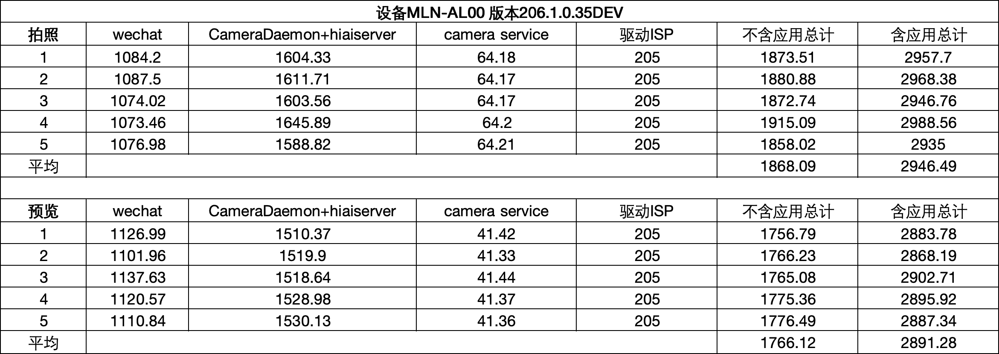 设备MLN-AL00 版本206.1.0.35DEV
拍照 wechat CameraDaemon+hiaiserver camera service 驱动ISP 不含应用总计 含应用总计
1 1084.2 1604.33 64.18 205 1873.51 2957.7
2 1087.5 1611.71 64.17 205 1880.88 2968.38
3 1074.02 1603.56 64.17 205 1872.74 2946.76
4 1073.46 1645.89 64.2 205 1915.09 2988.56
5 1076.98 1588.82 64.21 205 1858.02 2935
平均 1868.09 2946.49
预览 wechat CameraDaemon+hiaiserver camera service 驱动ISP 不含应用总计 含应用总计
1 1126.99 1510.37 41.42 205 1756.79 2883.78
2 1101.96 1519.9 41.33 205 1766.23 2868.19
3 1137.63 1518.64 41.44 205 1765.08 2902.71
4 1120.57 1528.98 41.37 205 1775.36 2895.92
5 1110.84 1530.13 41.36 205 1776.49 2887.34
平均 1766.12 2891.28